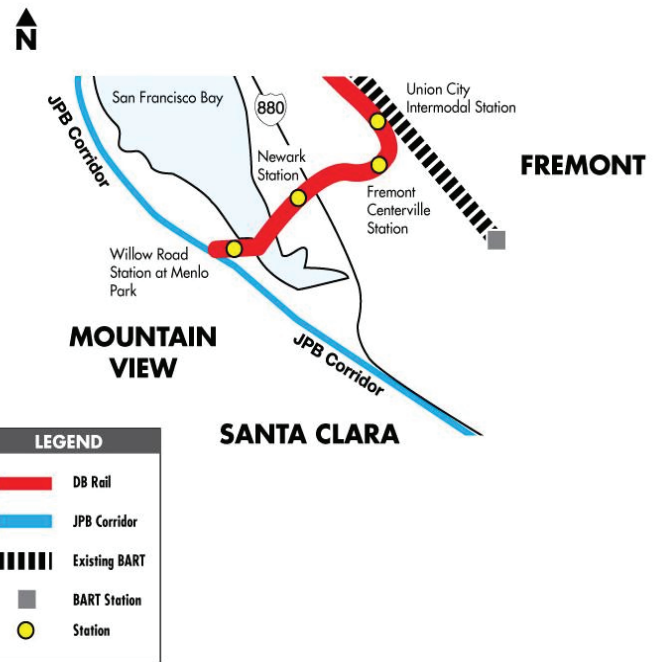 N
San Francisco Bay
880
Union City
Intermodal Station
JPB Corridor
Newark
Station
FREMONT
Fremont
Centerville
Station
Willow Road
Station at Menlo
Park
MOUNTAIN
VIEW
JPB Corridor
SANTA CLARA
LEGEND
DB Rail
JPB Corridor
Existing BART
BART Station
Station